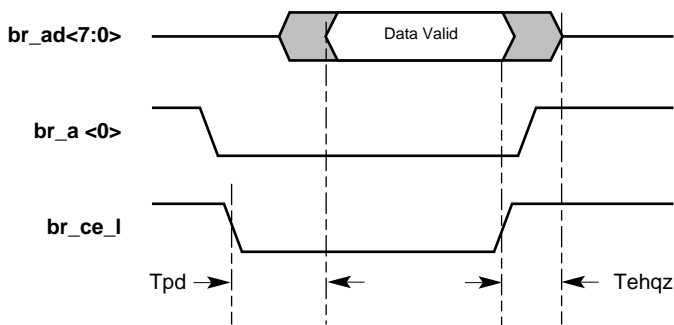 br_ad<7:0>
Data Valid
br_a <0>
br_ce_l
Tpd
Tehqz